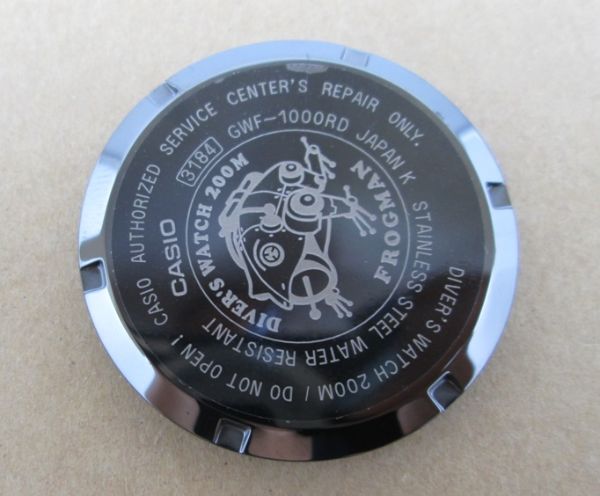 DIVER'S WATCH 200M / DO NOT OPEN! CASIO AUTHORIZED SERVICE CENTER'S REPAIR ONLY.
CASIO 3184 GWF-1000RD JAPAN K STAINLESS STEEL WATER RESISTANT
DIVER'S WATCH 200M
FROGMAN